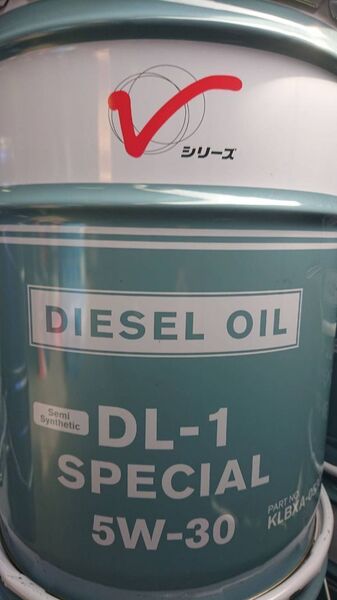 シリーズ
DIESEL OIL
Semi
Synthetic
DL-1
SPECIAL
5W-30
PART NO.